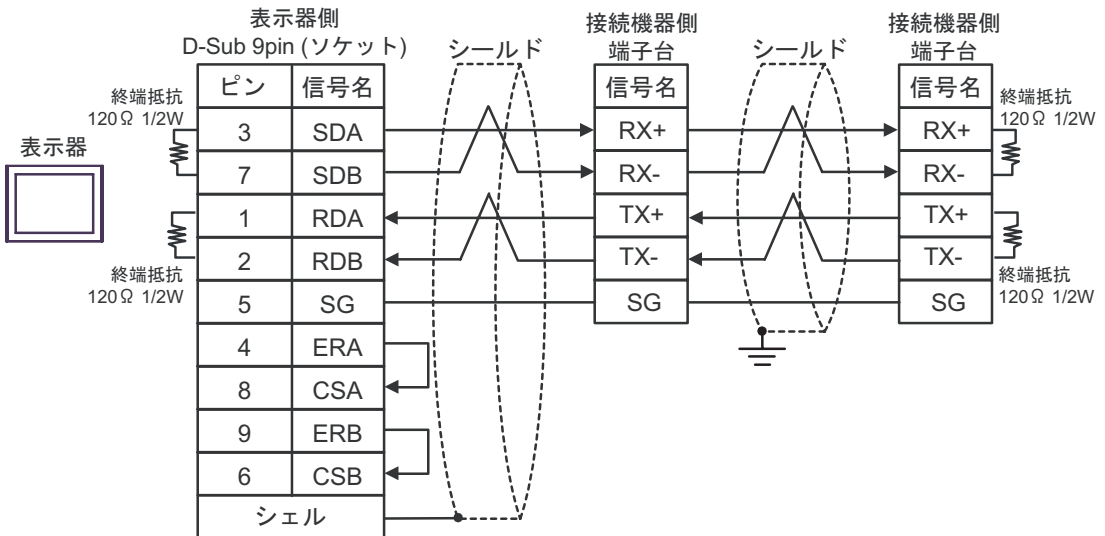 表示器側
D-Sub 9pin (ソケット)
シールド
接続機器側
端子台
シールド
接続機器側
端子台
終端抵抗
120Ω 1/2W
表示器
終端抵抗
120Ω 1/2W
ピン 信号名
3 SDA
7 SDB
1 RDA
2 RDB
5 SG
4 ERA
8 CSA
9 ERB
6 CSB
シェル
信号名
RX+
RX-
TX+
TX-
SG
信号名
RX+
RX-
TX+
TX-
SG
終端抵抗
120Ω 1/2W
終端抵抗
120Ω 1/2W